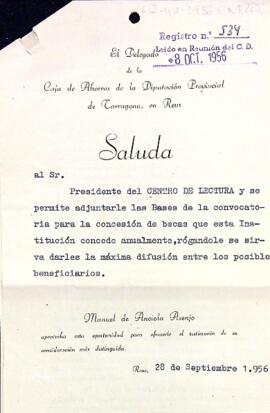 Registro n.º 534
Leido en Reunión del C. D.
8 OCT. 1956
El Delegado
de la
Caja de Ahorros de la Diputación Provincial
de Tarragona, en Reus
Saluda
al Sr.
Presidente del CENTRO DE LECTURA y se
permite adjuntarle las Bases de la convocato
ria para la concesión de becas que esta Ins
titución concede anualmente,rógandole se sir
va darles la máxima difusión entre los posibles
beneficiarios.
Manuel de Anciola Asenjo
aprovecha esta oportunidad para ofrecerle el testimonio de su
consideración más distinguida.
Reus, 28 de Septiembre 1.956